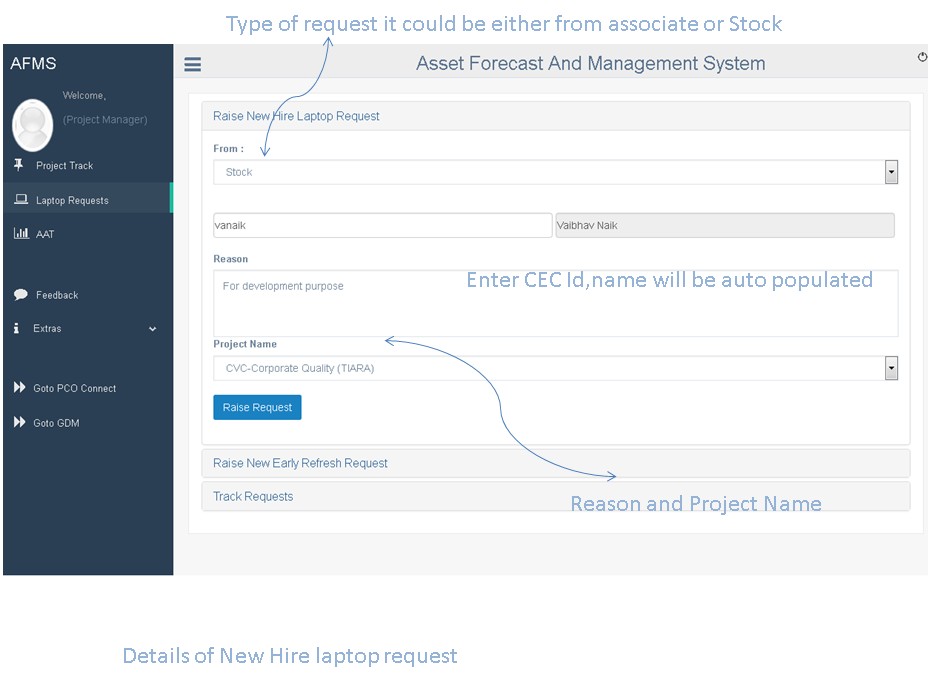 Type of request it could be either from associate or Stock
AFMS
Asset Forecast And Management System
Welcome,
(Project Manager)
Project Track
Laptop Requests
AAT
Feedback
Extras
Goto PCO Connect
Goto GDM
Raise New Hire Laptop Request
From :
Stock
vanaik
Vaibhav Naik
Reason
For development purpose
Enter CEC Id,name will be auto populated
Project Name
CVC-Corporate Quality (TIARA)
Raise Request
Raise New Early Refresh Request
Track Requests
Reason and Project Name
Details of New Hire laptop request